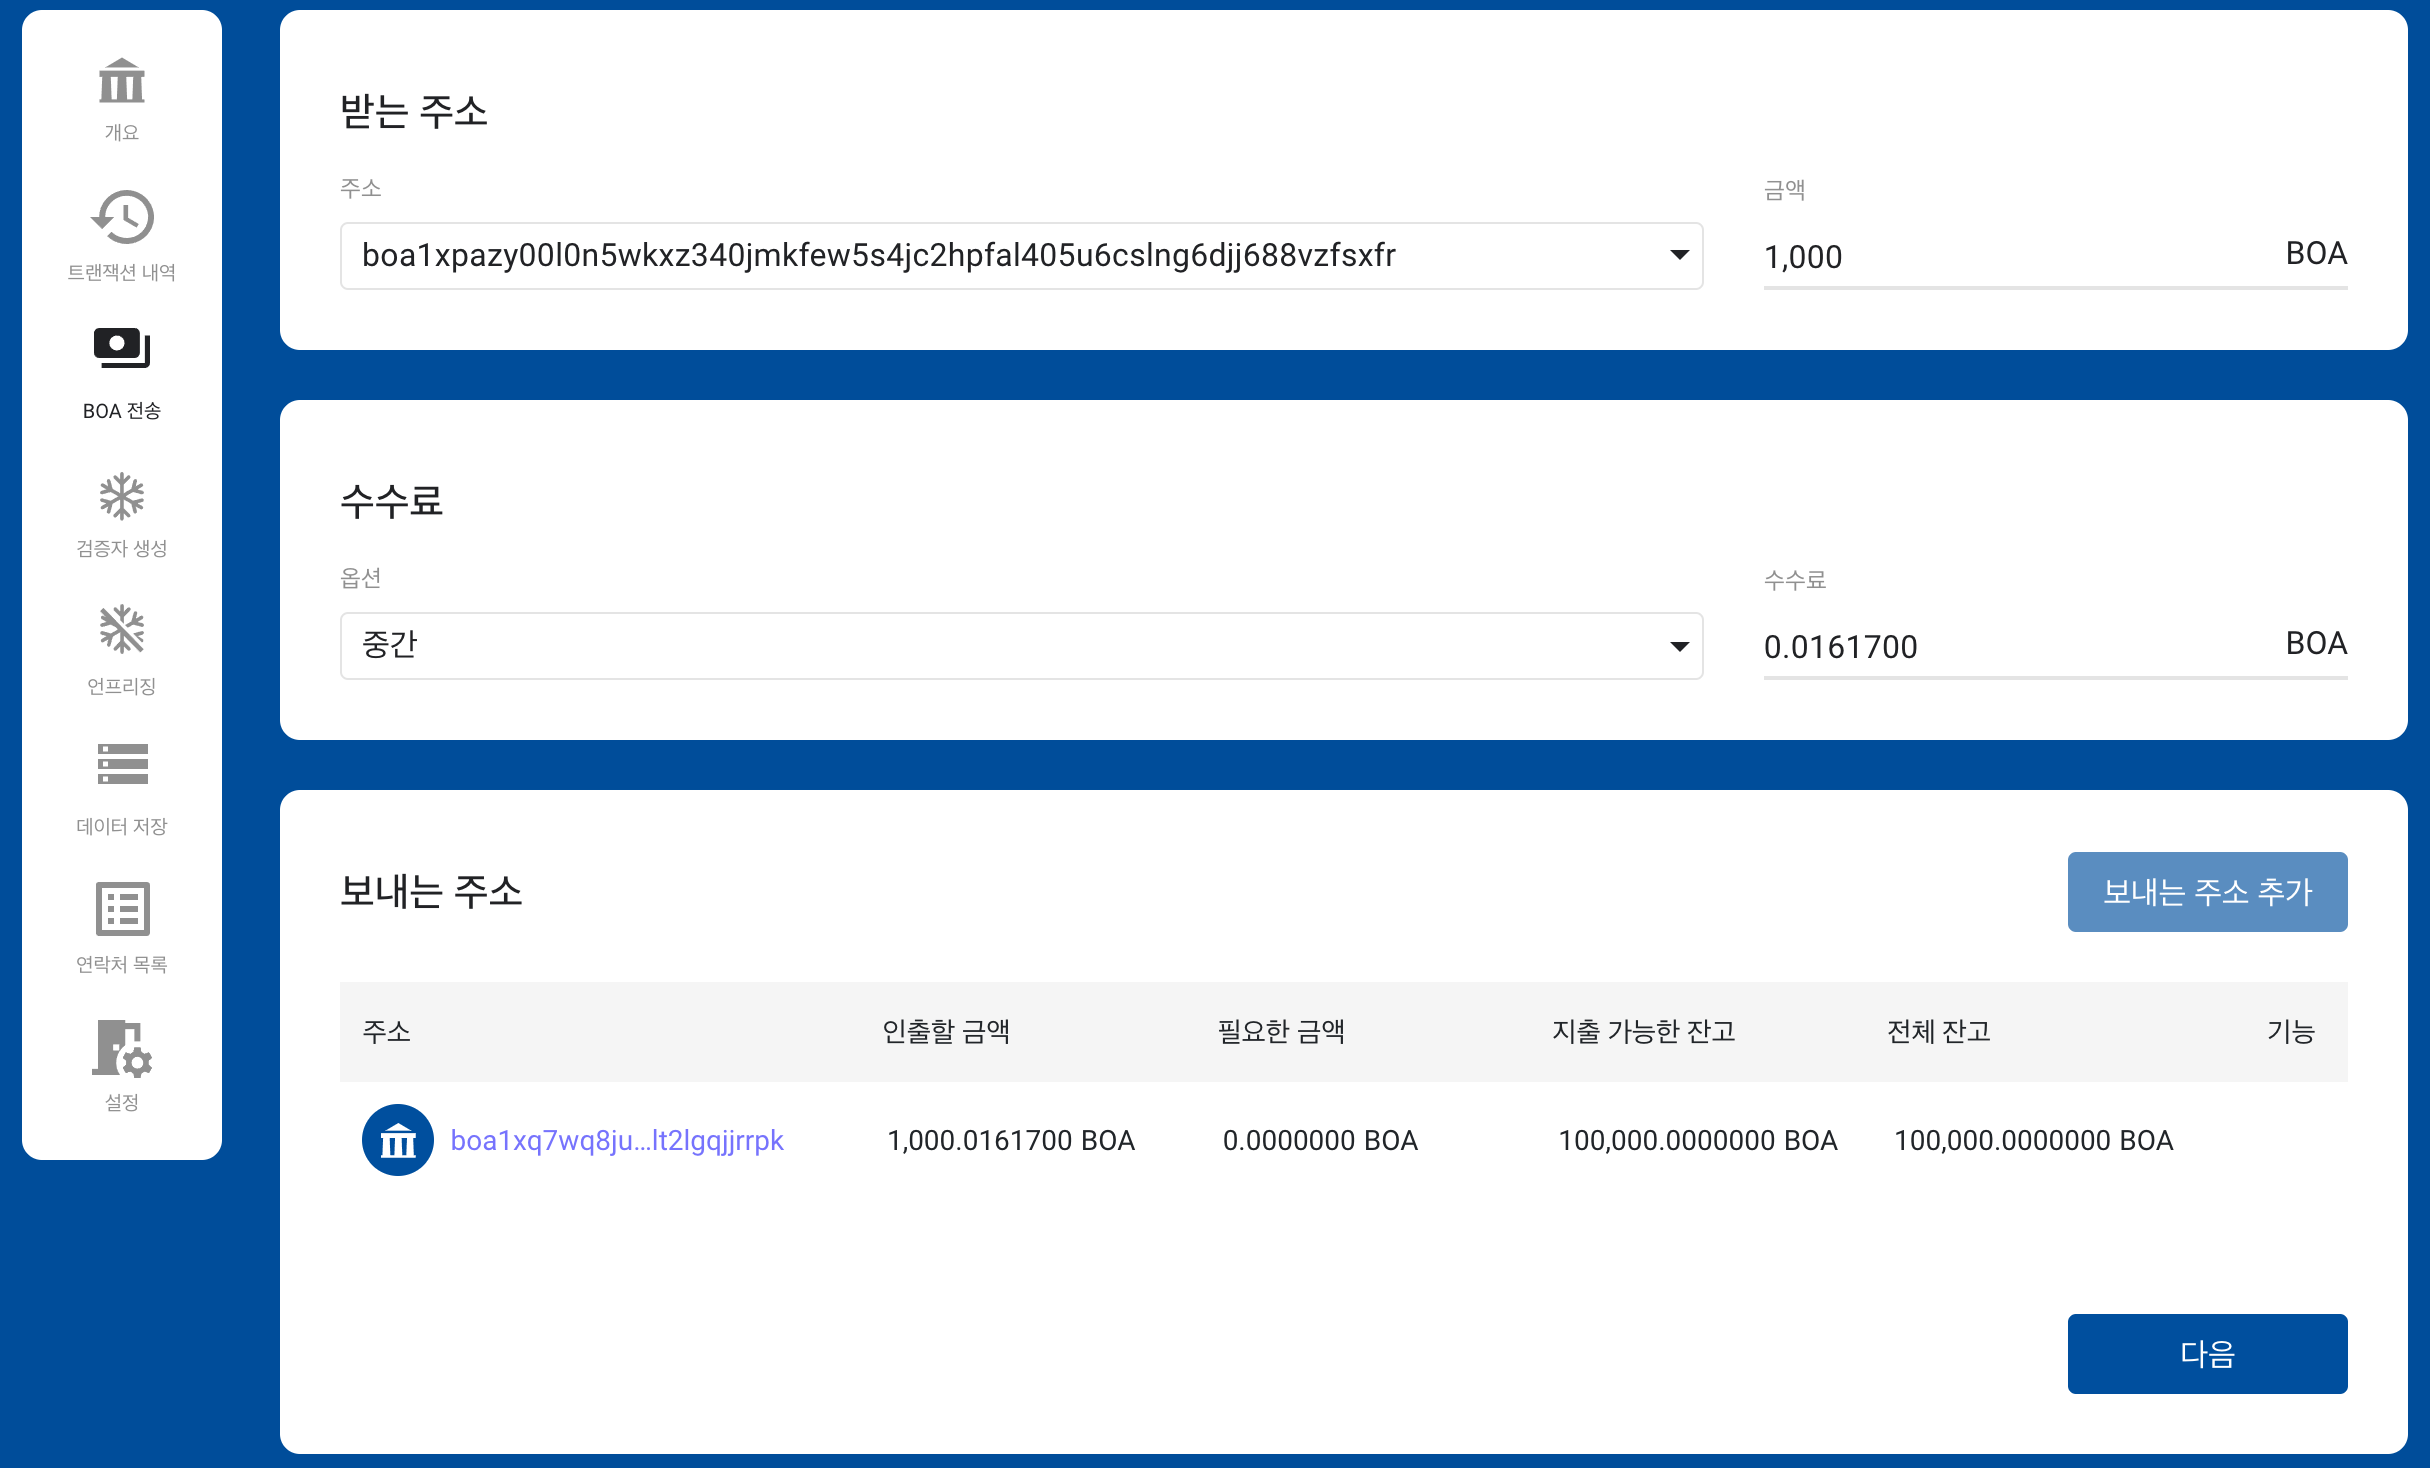 개요
트랜잭션 내역
BOA 전송
검증자 생성
언프리징
데이터 저장
연락처 목록
설정
받는 주소
주소 금액
boa1xpazy00l0n5wkxz340jmkfew5s4jc2hpfal405u6cslng6djj688vzfsxfr 1,000 BOA
수수료
옵션 수수료
중간 0.0161700 BOA
보내는 주소 보내는 주소 추가
주소 인출할 금액 필요한 금액 지출 가능한 잔고 전체 잔고 기능
boa1xq7wq8ju...lt2lgqjjrrpk 1,000.0161700 BOA 0.0000000 BOA 100,000.0000000 BOA 100,000.0000000 BOA
다음